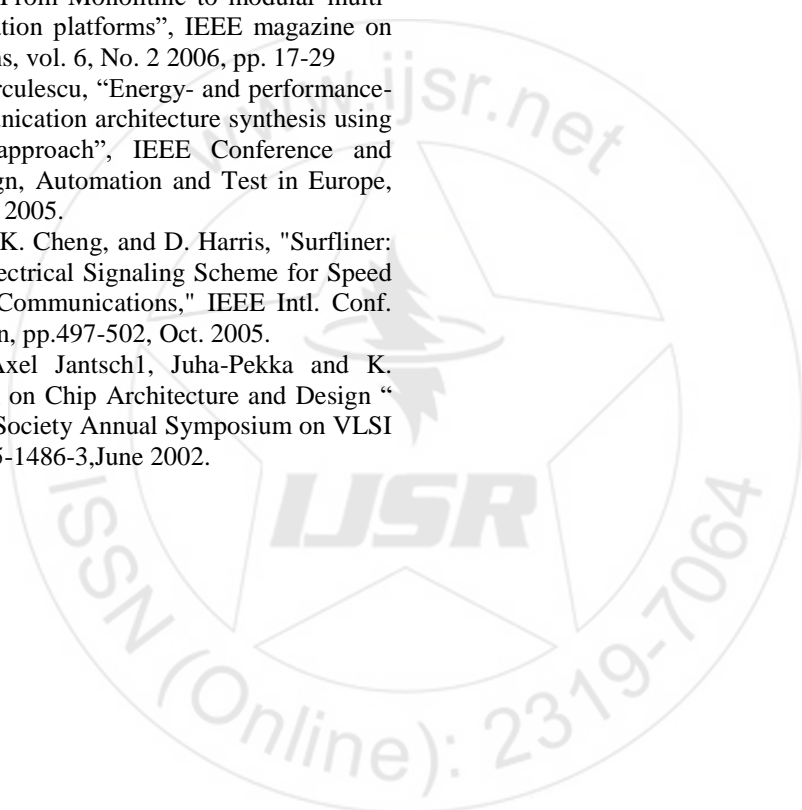 From Monolithic to modular multi-
ation platforms”, IEEE magazine on
s, vol. 6, No. 2 2006, pp. 17-29
rculescu, “Energy- and performance-
unication architecture synthesis using
approach”, IEEE Conference and
gn, Automation and Test in Europe,
2005.
K. Cheng, and D. Harris, "Surfliner:
ectrical Signaling Scheme for Speed
Communications," IEEE Intl. Conf.
n, pp.497-502, Oct. 2005.
Axel Jantsch1, Juha-Pekka and K.
on Chip Architecture and Design “
Society Annual Symposium on VLSI
5-1486-3,June 2002.
www.ijsr.net
IJSR
ISSN (Online): 2319-7064